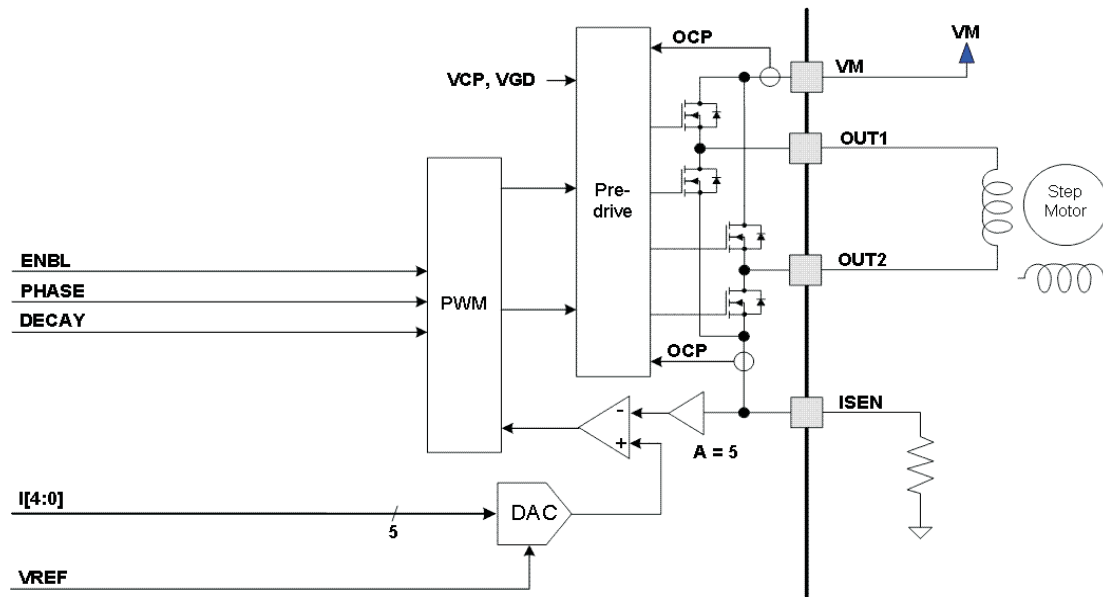 VM
OCP
VM
VCP, VGD
OUT1
Pre-
drive
Step
Motor
ENBL
OUT2
PHASE
PWM
DECAY
OCP
ISEN
-
+
A = 5
I[4:0]
5
DAC
VREF